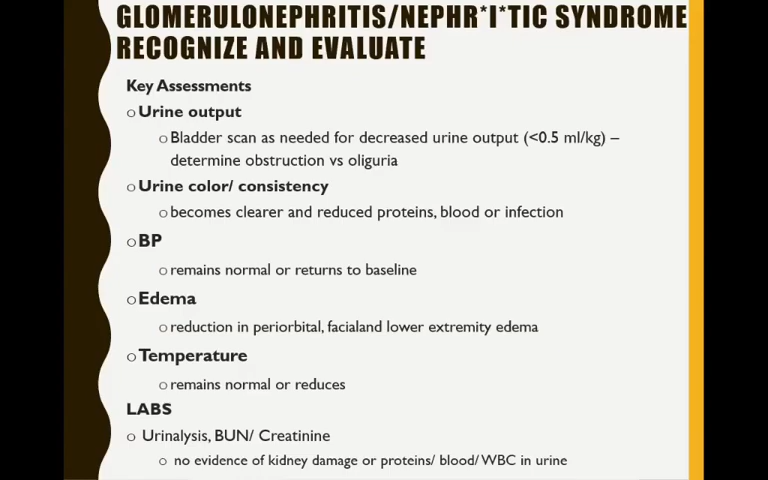 GLOMERULONEPHRITIS/NEPHR*I*TIC SYNDROME
RECOGNIZE AND EVALUATE
Key Assessments
o Urine output
o Bladder scan as needed for decreased urine output (<0.5 ml/kg) –
determine obstruction vs oliguria
o Urine color/ consistency
o becomes clearer and reduced proteins, blood or infection
o BP
o remains normal or returns to baseline
o Edema
o reduction in periorbital, facialand lower extremity edema
o Temperature
o remains normal or reduces
LABS
o Urinalysis, BUN/ Creatinine
o no evidence of kidney damage or proteins/ blood/ WBC in urine